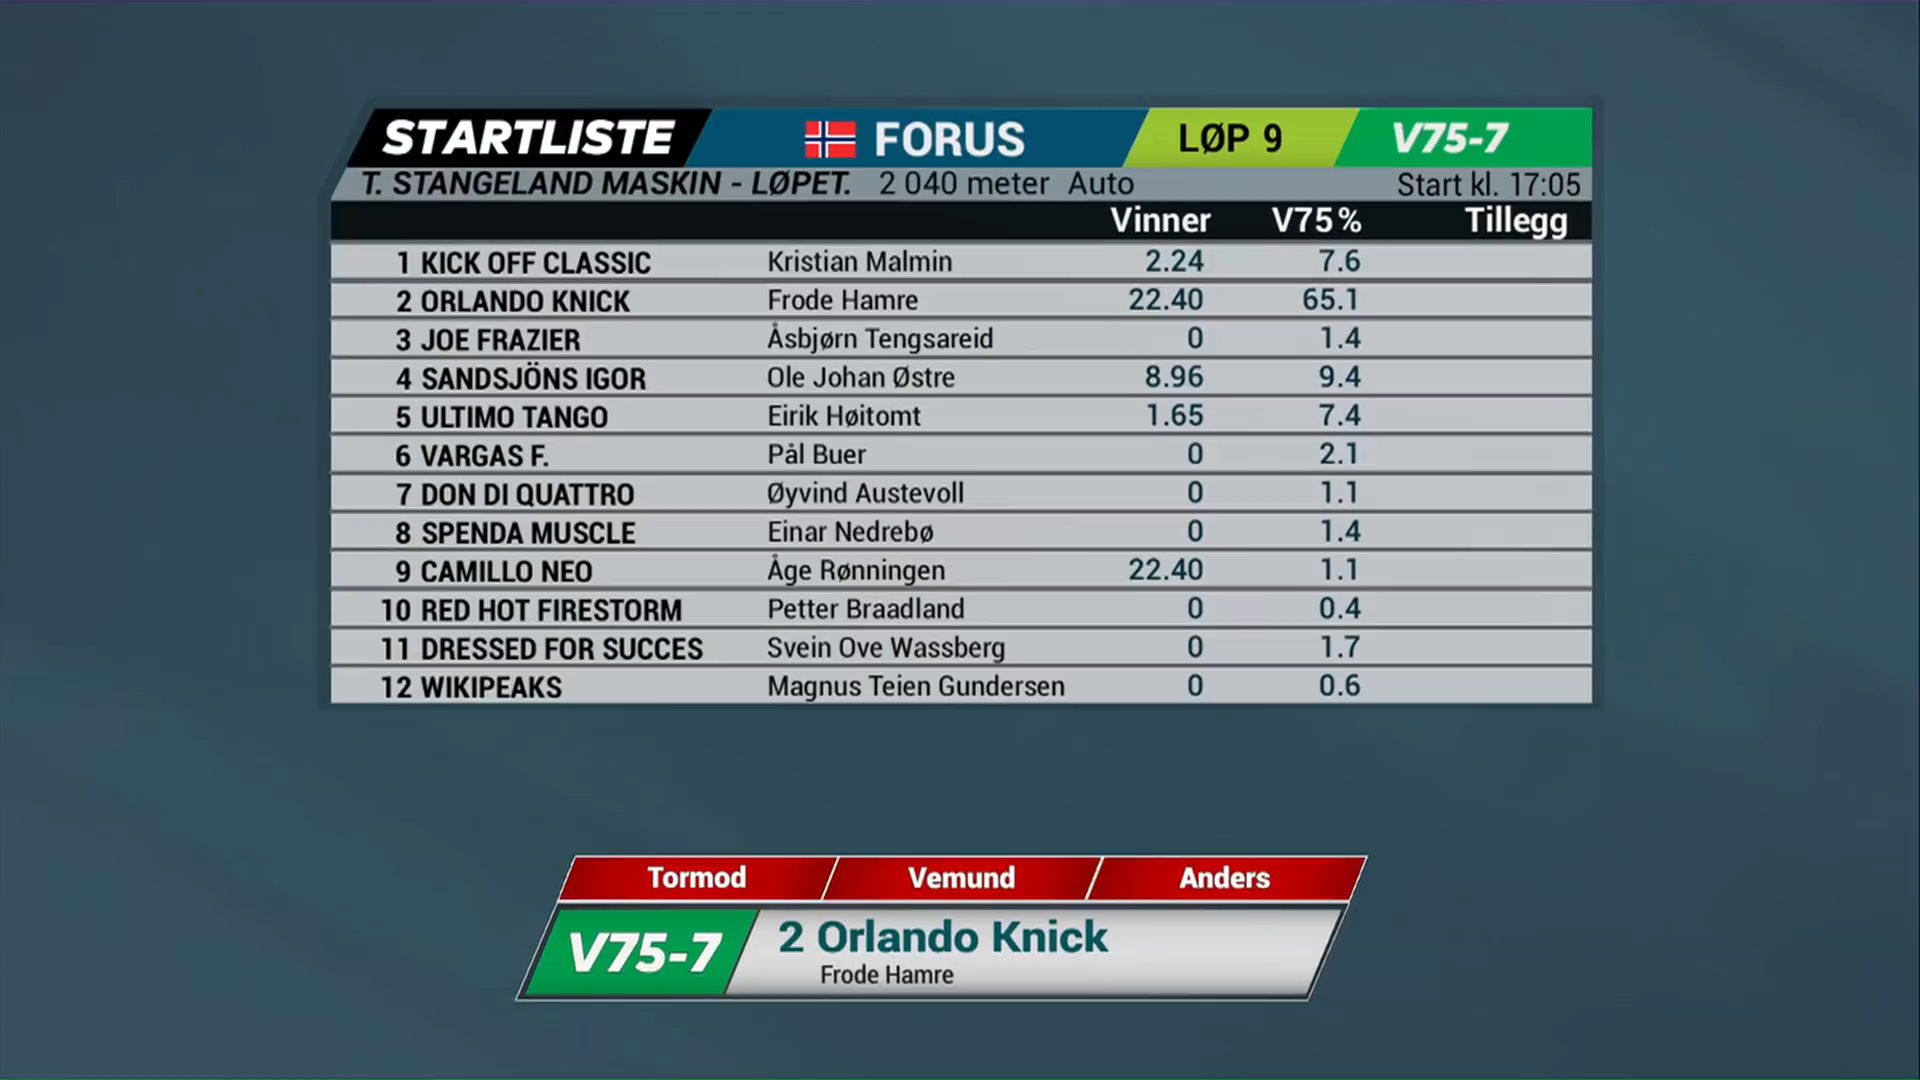 STARTLISTE FORUS LØP 9 V75-7
T. STANGELAND MASKIN - LØPET. 2 040 meter Auto Start kl. 17:05
Vinner V75% Tillegg
1 KICK OFF CLASSIC Kristian Malmin 2.24 7.6
2 ORLANDO KNICK Frode Hamre 22.40 65.1
3 JOE FRAZIER Åsbjørn Tengsareid 0 1.4
4 SANDSJÖNS IGOR Ole Johan Østre 8.96 9.4
5 ULTIMO TANGO Eirik Høitomt 1.65 7.4
6 VARGAS F. Pål Buer 0 2.1
7 DON DI QUATTRO Øyvind Austevoll 0 1.1
8 SPENDA MUSCLE Einar Nedrebø 0 1.4
9 CAMILLO NEO Åge Rønningen 22.40 1.1
10 RED HOT FIRESTORM Petter Braadland 0 0.4
11 DRESSED FOR SUCCES Svein Ove Wassberg 0 1.7
12 WIKIPEAKS Magnus Teien Gundersen 0 0.6
Tormod Vemund Anders
V75-7 2 Orlando Knick
Frode Hamre